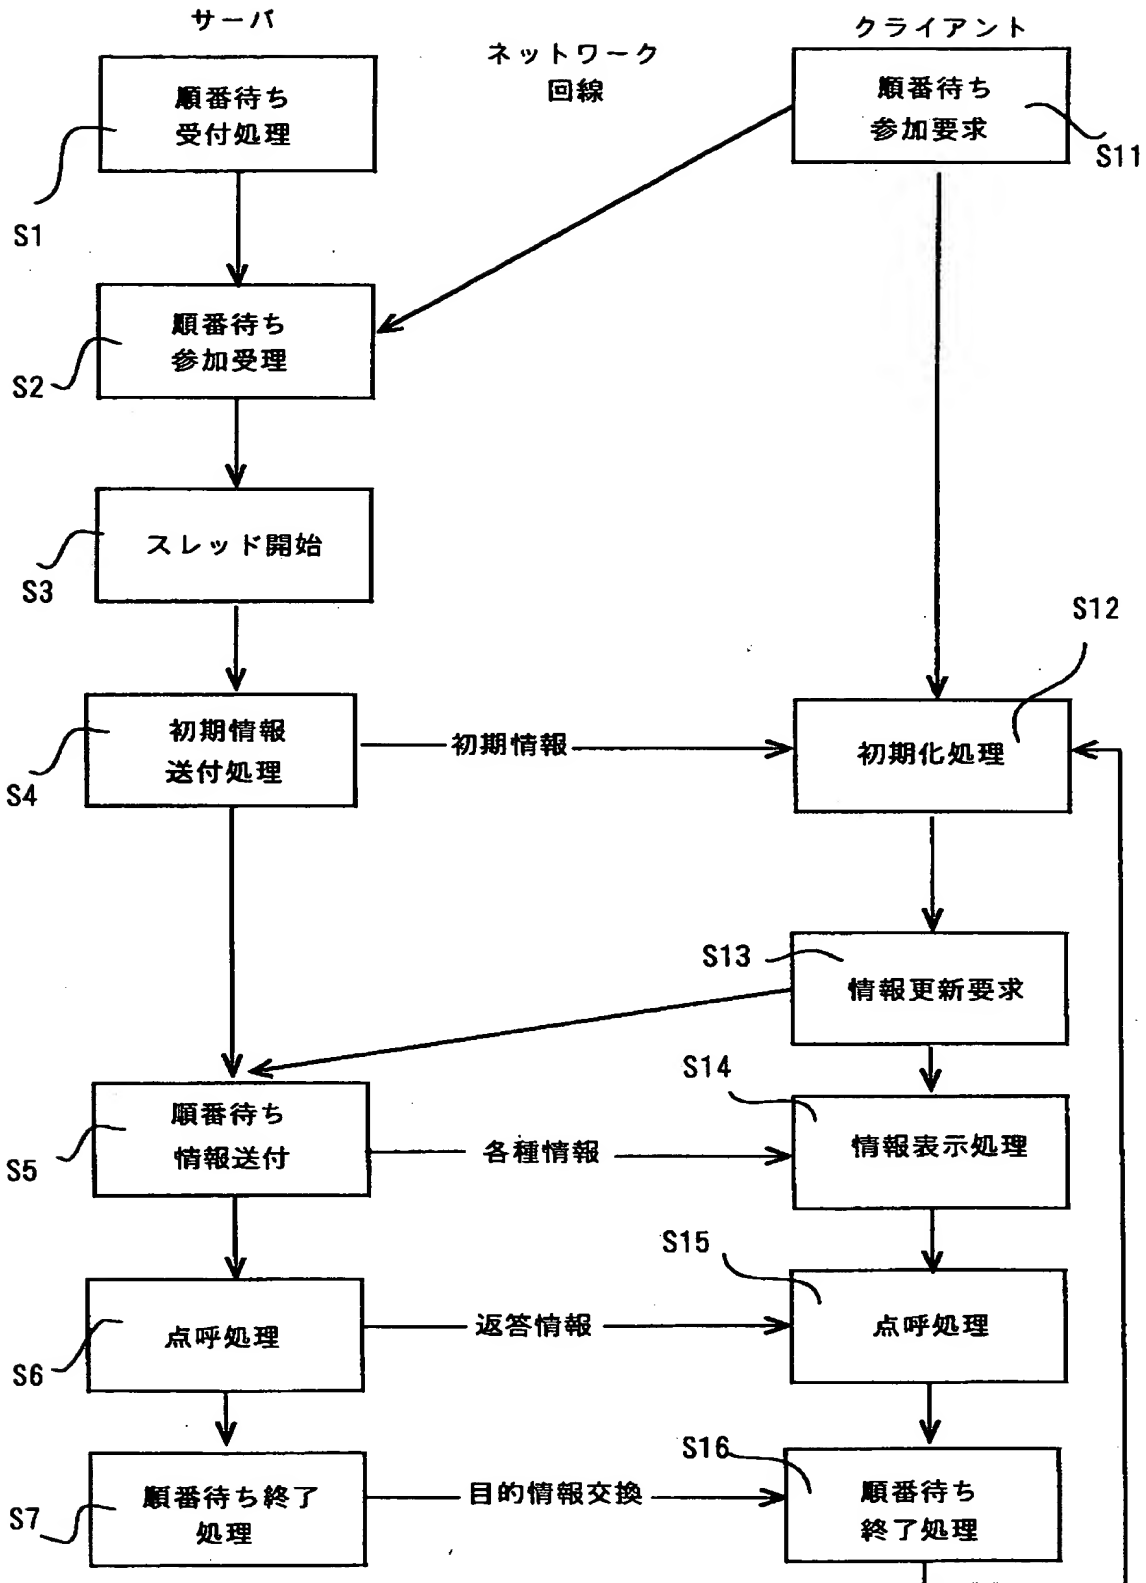 サーバ
クライアント
ネットワーク
回線
順番待ち
受付処理
S1
順番待ち
参加要求
S11
順番待ち
参加受理
S2
スレッド開始
S3
S12
初期情報
送付処理
S4
初期情報
初期化処理
S13
情報更新要求
順番待ち
情報送付
S5
各種情報
S14
情報表示処理
点呼処理
S6
返答情報
S15
点呼処理
順番待ち終了
処理
S7
目的情報交換
S16
順番待ち
終了処理